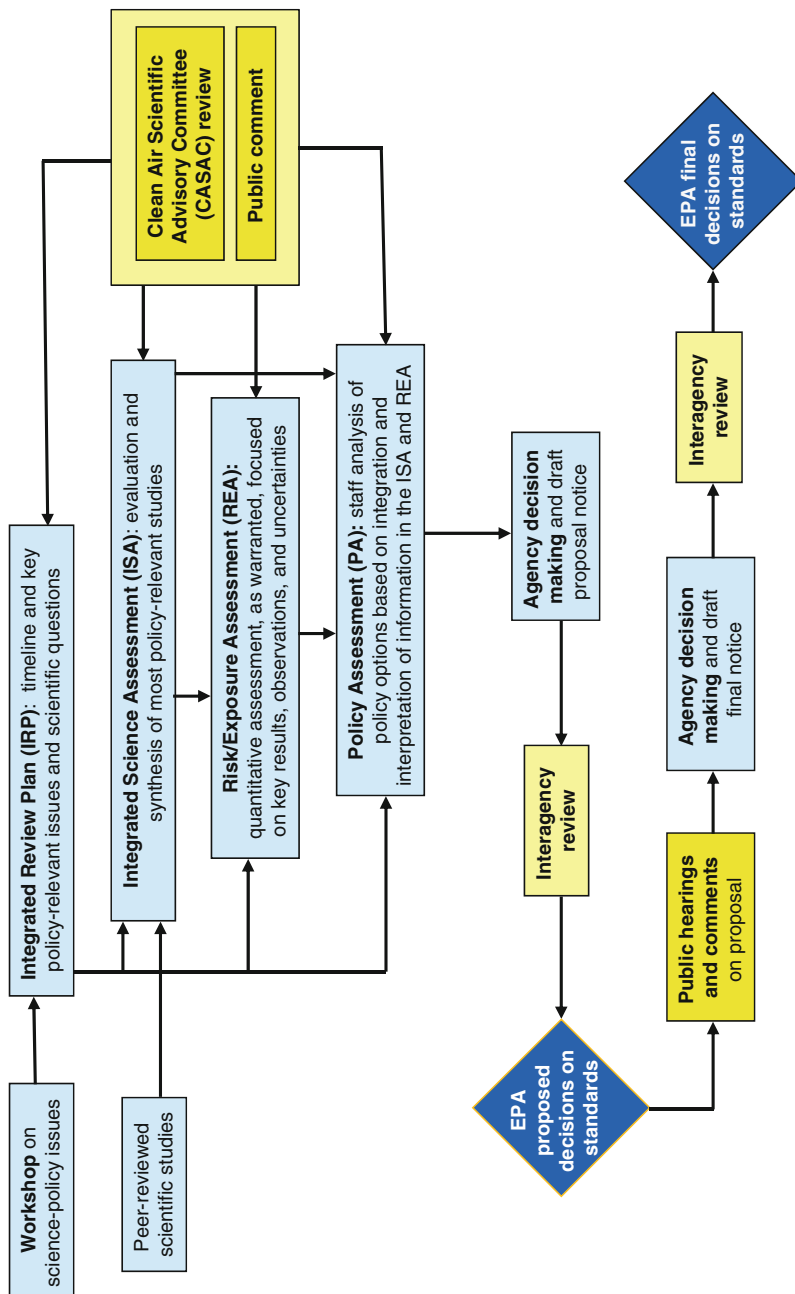 Workshop on
science-policy issues
Peer-reviewed
scientific studies
Integrated Review Plan (IRP): timeline and key
policy-relevant issues and scientific questions
Integrated Science Assessment (ISA): evaluation and
synthesis of most policy-relevant studies
Risk/Exposure Assessment (REA):
quantitative assessment, as warranted, focused
on key results, observations, and uncertainties
Policy Assessment (PA): staff analysis of
policy options based on integration and
interpretation of information in the ISA and REA
Clean Air Scientific
Advisory Committee
(CASAC) review
Public comment
Agency decision
making and draft
proposal notice
Interagency
review
EPA
proposed
decisions on
standards
Public hearings
and comments
on proposal
Agency decision
making and draft
final notice
Interagency
review
EPA final
decisions on
standards